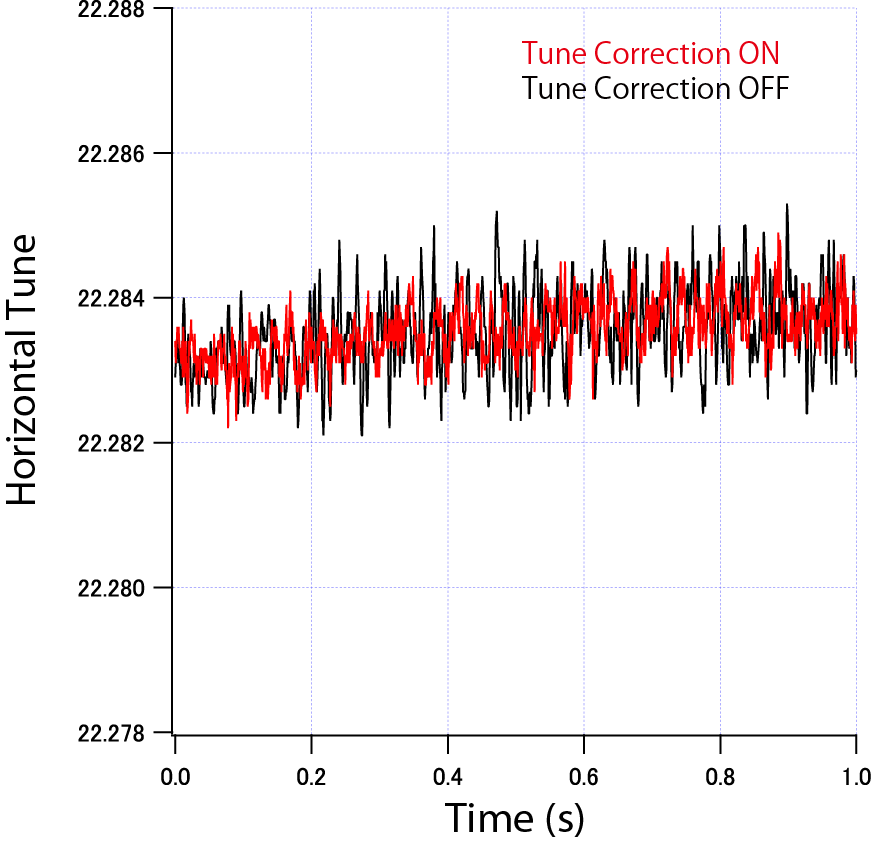 22.288
Tune Correction ON
Tune Correction OFF
22.286
22.284
22.282
22.280
22.278
Horizontal Tune
0.0 0.2 0.4 0.6 0.8 1.0
Time (s)